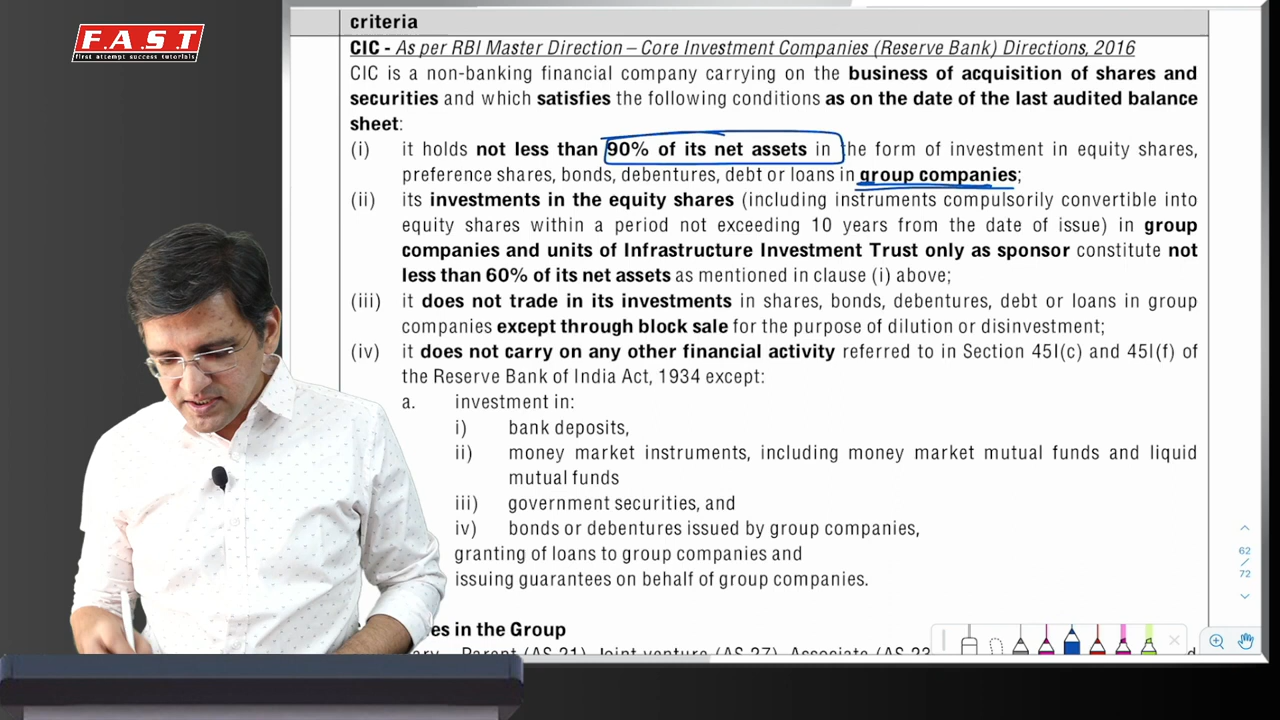 F.A.S.T
first attempt success tutorials
criteria
CIC - As per RBI Master Direction – Core Investment Companies (Reserve Bank) Directions, 2016
CIC is a non-banking financial company carrying on the business of acquisition of shares and
securities and which satisfies the following conditions as on the date of the last audited balance
sheet:
(i) it holds not less than 90% of its net assets in the form of investment in equity shares,
preference shares, bonds, debentures, debt or loans in group companies;
(ii) its investments in the equity shares (including instruments compulsorily convertible into
equity shares within a period not exceeding 10 years from the date of issue) in group
companies and units of Infrastructure Investment Trust only as sponsor constitute not
less than 60% of its net assets as mentioned in clause (i) above;
(iii) it does not trade in its investments in shares, bonds, debentures, debt or loans in group
companies except through block sale for the purpose of dilution or disinvestment;
(iv) it does not carry on any other financial activity referred to in Section 45I(c) and 45I(f) of
the Reserve Bank of India Act, 1934 except:
a. investment in:
i) bank deposits,
ii) money market instruments, including money market mutual funds and liquid
mutual funds
iii) government securities, and
iv) bonds or debentures issued by group companies,
granting of loans to group companies and
issuing guarantees on behalf of group companies.
62
/
72
es in the Group
Parent (AS 21), Joint venture (AS 27), Associate (AS 23